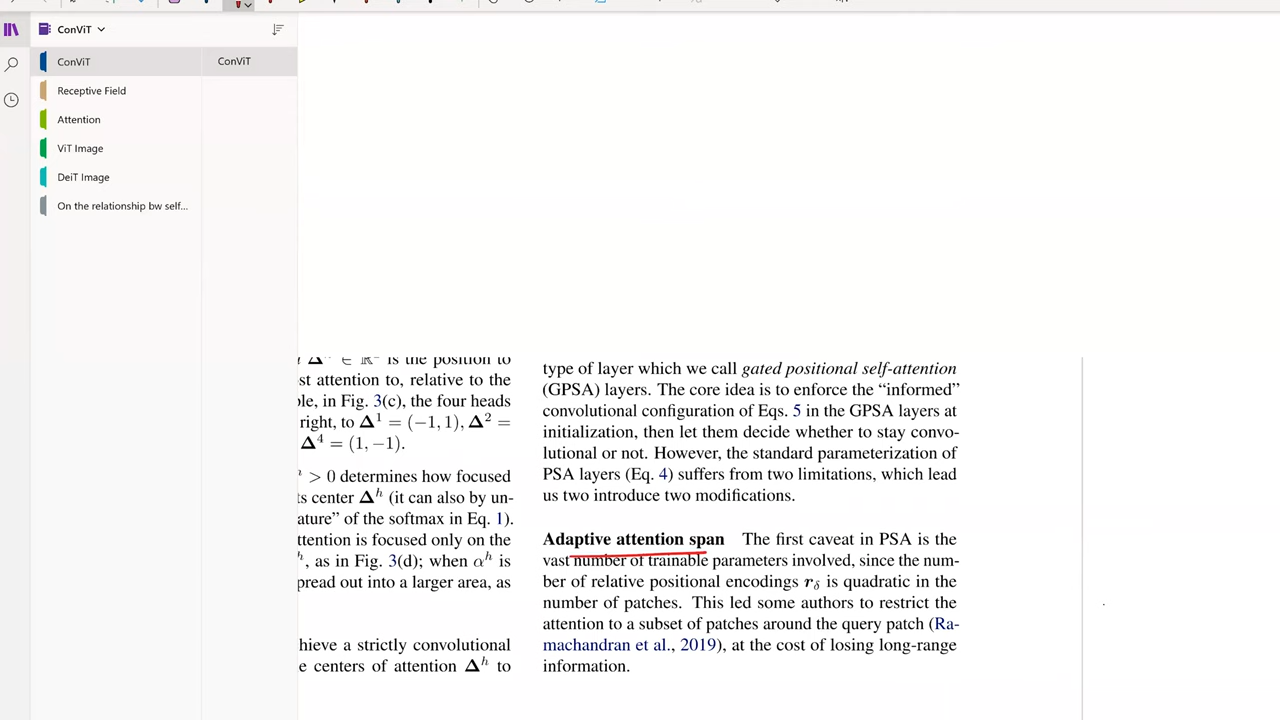 ConViT
ConViT
ConViT
Receptive Field
Attention
ViT Image
DeiT Image
On the relationship bw self...
is the position to
st attention to, relative to the
le, in Fig. 3(c), the four heads
right, to Δ¹ = (−1, 1), Δ² =
Δ⁴ = (1, −1).
ʰ > 0 determines how focused
ts center Δʰ (it can also by un-
ature” of the softmax in Eq. 1).
ttention is focused only on the
ʰ, as in Fig. 3(d); when αʰ is
pread out into a larger area, as
hieve a strictly convolutional
e centers of attention Δʰ to
type of layer which we call gated positional self-attention
(GPSA) layers. The core idea is to enforce the “informed”
convolutional configuration of Eqs. 5 in the GPSA layers at
initialization, then let them decide whether to stay convo-
lutional or not. However, the standard parameterization of
PSA layers (Eq. 4) suffers from two limitations, which lead
us two introduce two modifications.
Adaptive attention span The first caveat in PSA is the
vast number of trainable parameters involved, since the num-
ber of relative positional encodings r_δ is quadratic in the
number of patches. This led some authors to restrict the
attention to a subset of patches around the query patch (Ra-
machandran et al., 2019), at the cost of losing long-range
information.